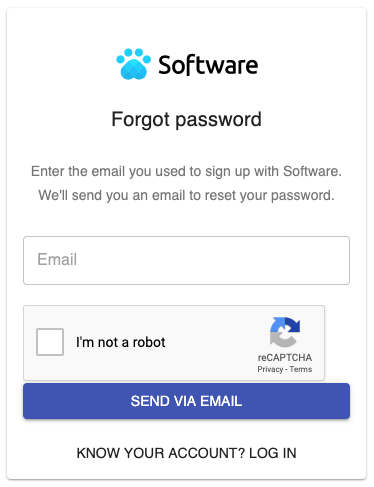 Software
Forgot password
Enter the email you used to sign up with Software.
We'll send you an email to reset your password.
Email
I'm not a robot
reCAPTCHA
Privacy - Terms
SEND VIA EMAIL
KNOW YOUR ACCOUNT? LOG IN